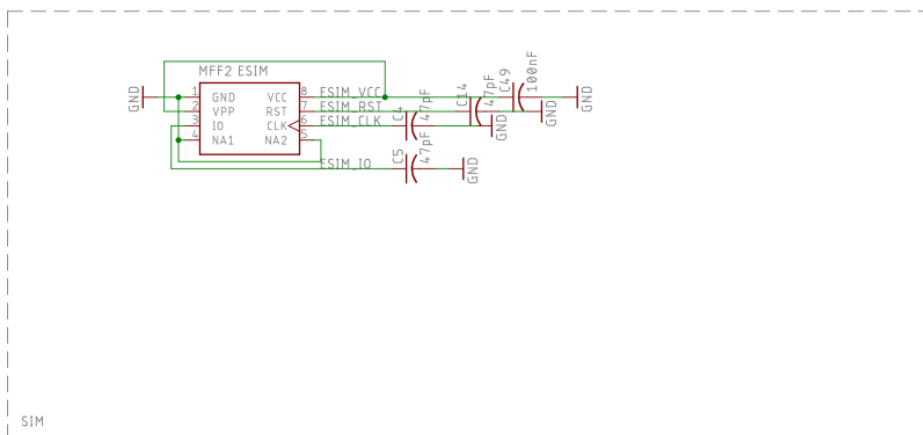 MFF2 ESIM
GND
1 GND VCC 8 ESIM_VCC
2 VPP RST 7 ESIM_RST
3 IO CLK 6 ESIM_CLK
4 NA1 NA2 5
ESIM_IO
C4
47pF
C14
47pF
C49
100nF
GND
GND
GND
C5
47pF
GND
SIM